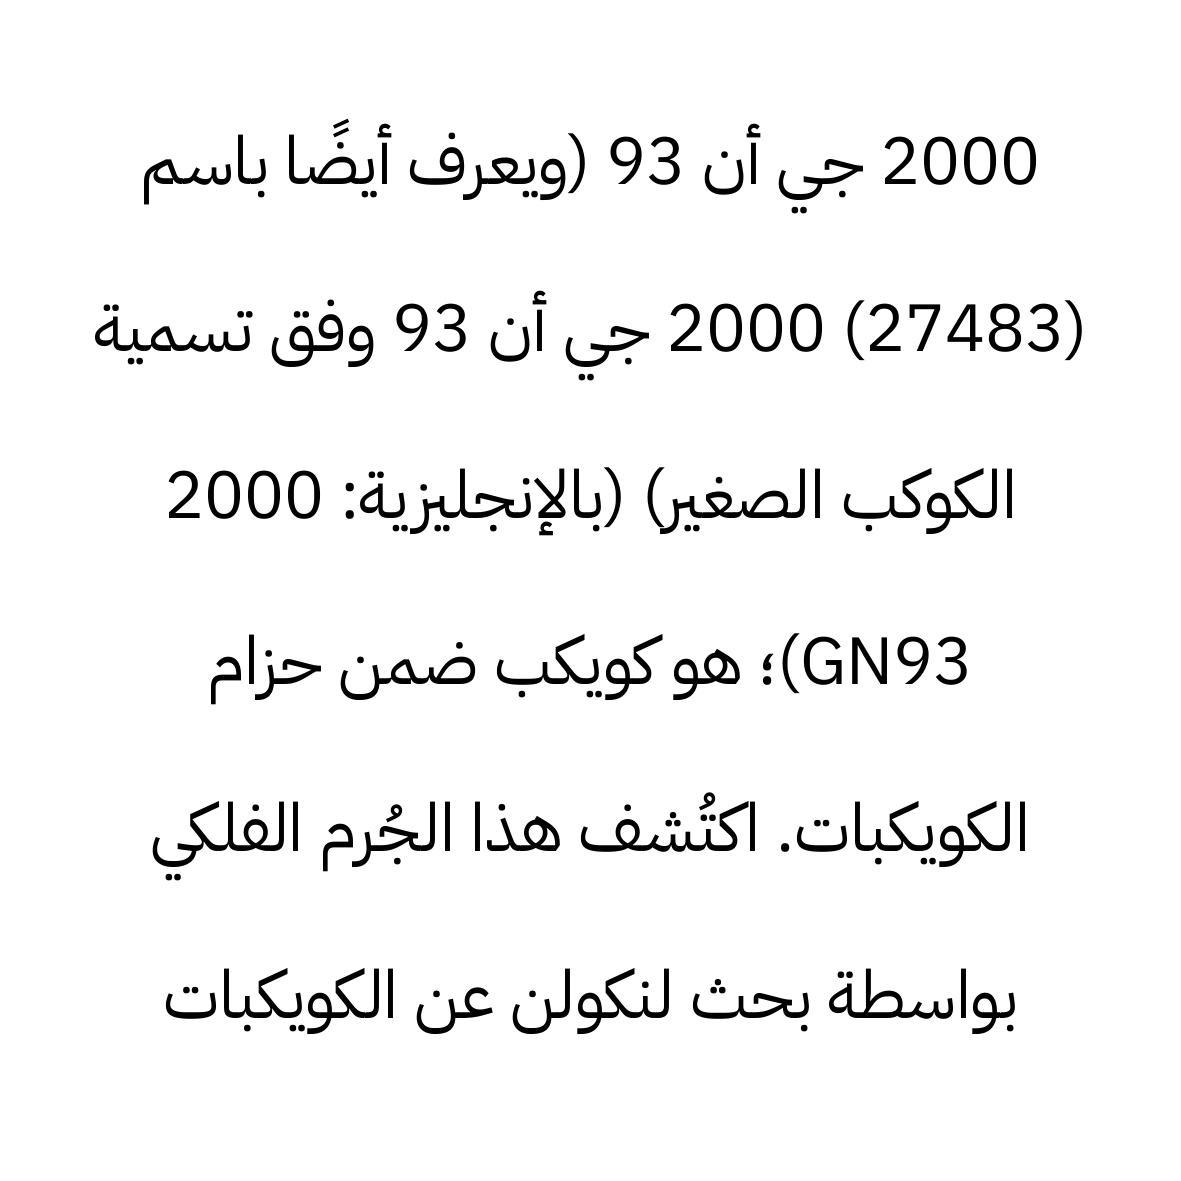 2000 جي أن 93 (ويعرف أيضًا باسم
(27483) 2000 جي أن 93 وفق تسمية
الكوكب الصغير) (بالإنجليزية: 2000
GN93)؛ هو كويكب ضمن حزام
الكويكبات. اكتُشف هذا الجُرم الفلكي
بواسطة بحث لنكولن عن الكويكبات